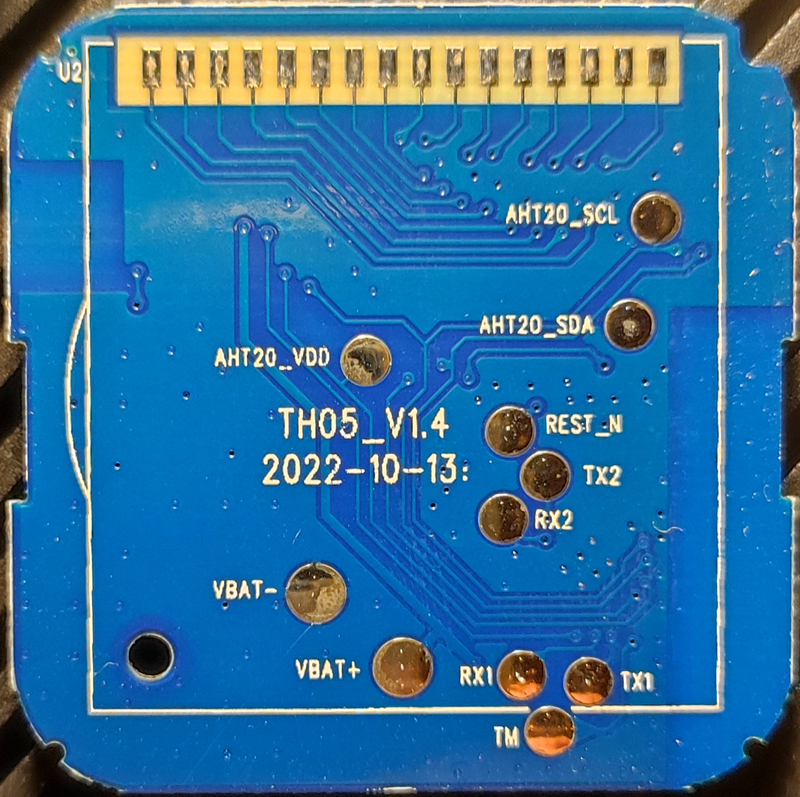 U2
AHT20_SCL
AHT20_SDA
AHT20_VDD
TH05_V1.4
2022-10-13:
REST_N
TX2
RX2
VBAT-
VBAT+
RX1
TX1
TM